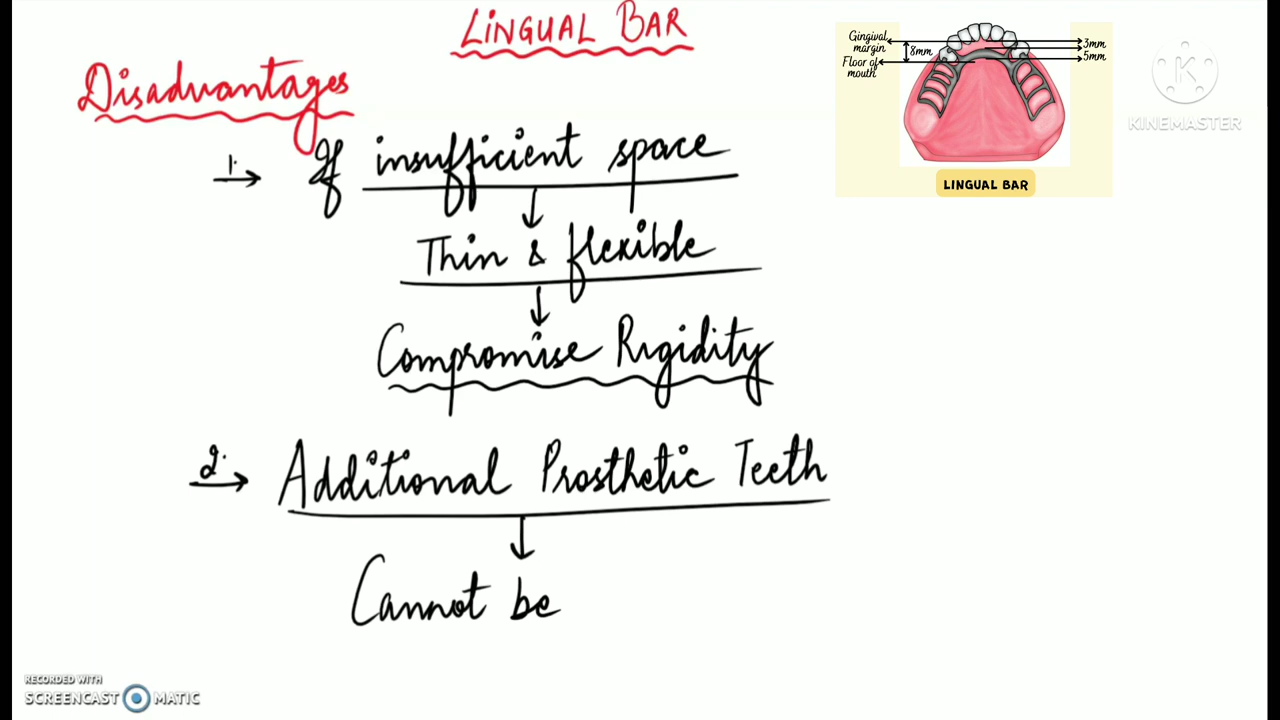 LINGUAL BAR
Disadvantages
1. → If insufficient space
↓
Thin & flexible
↓
Compromise Rigidity
2. → Additional Prosthetic Teeth
↓
Cannot be
Gingival
margin
Floor of
mouth
8mm
3mm
5mm
LINGUAL BAR
K
KINEMASTER
RECORDED WITH
SCREENCAST MATIC